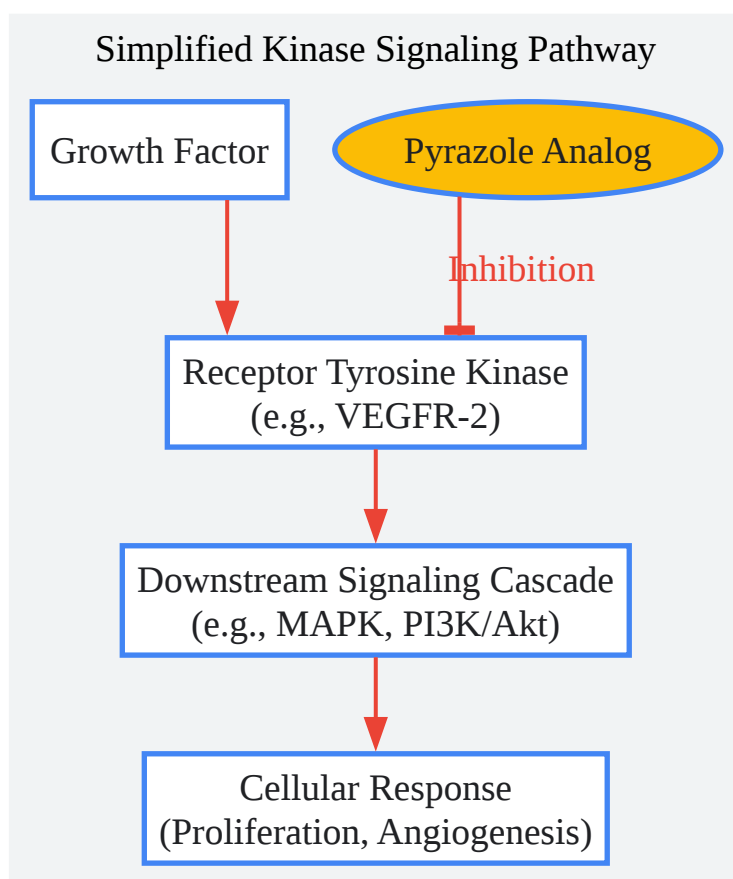 Simplified Kinase Signaling Pathway
Growth Factor
Pyrazole Analog
Inhibition
Receptor Tyrosine Kinase
(e.g., VEGFR-2)
Downstream Signaling Cascade
(e.g., MAPK, PI3K/Akt)
Cellular Response
(Proliferation, Angiogenesis)